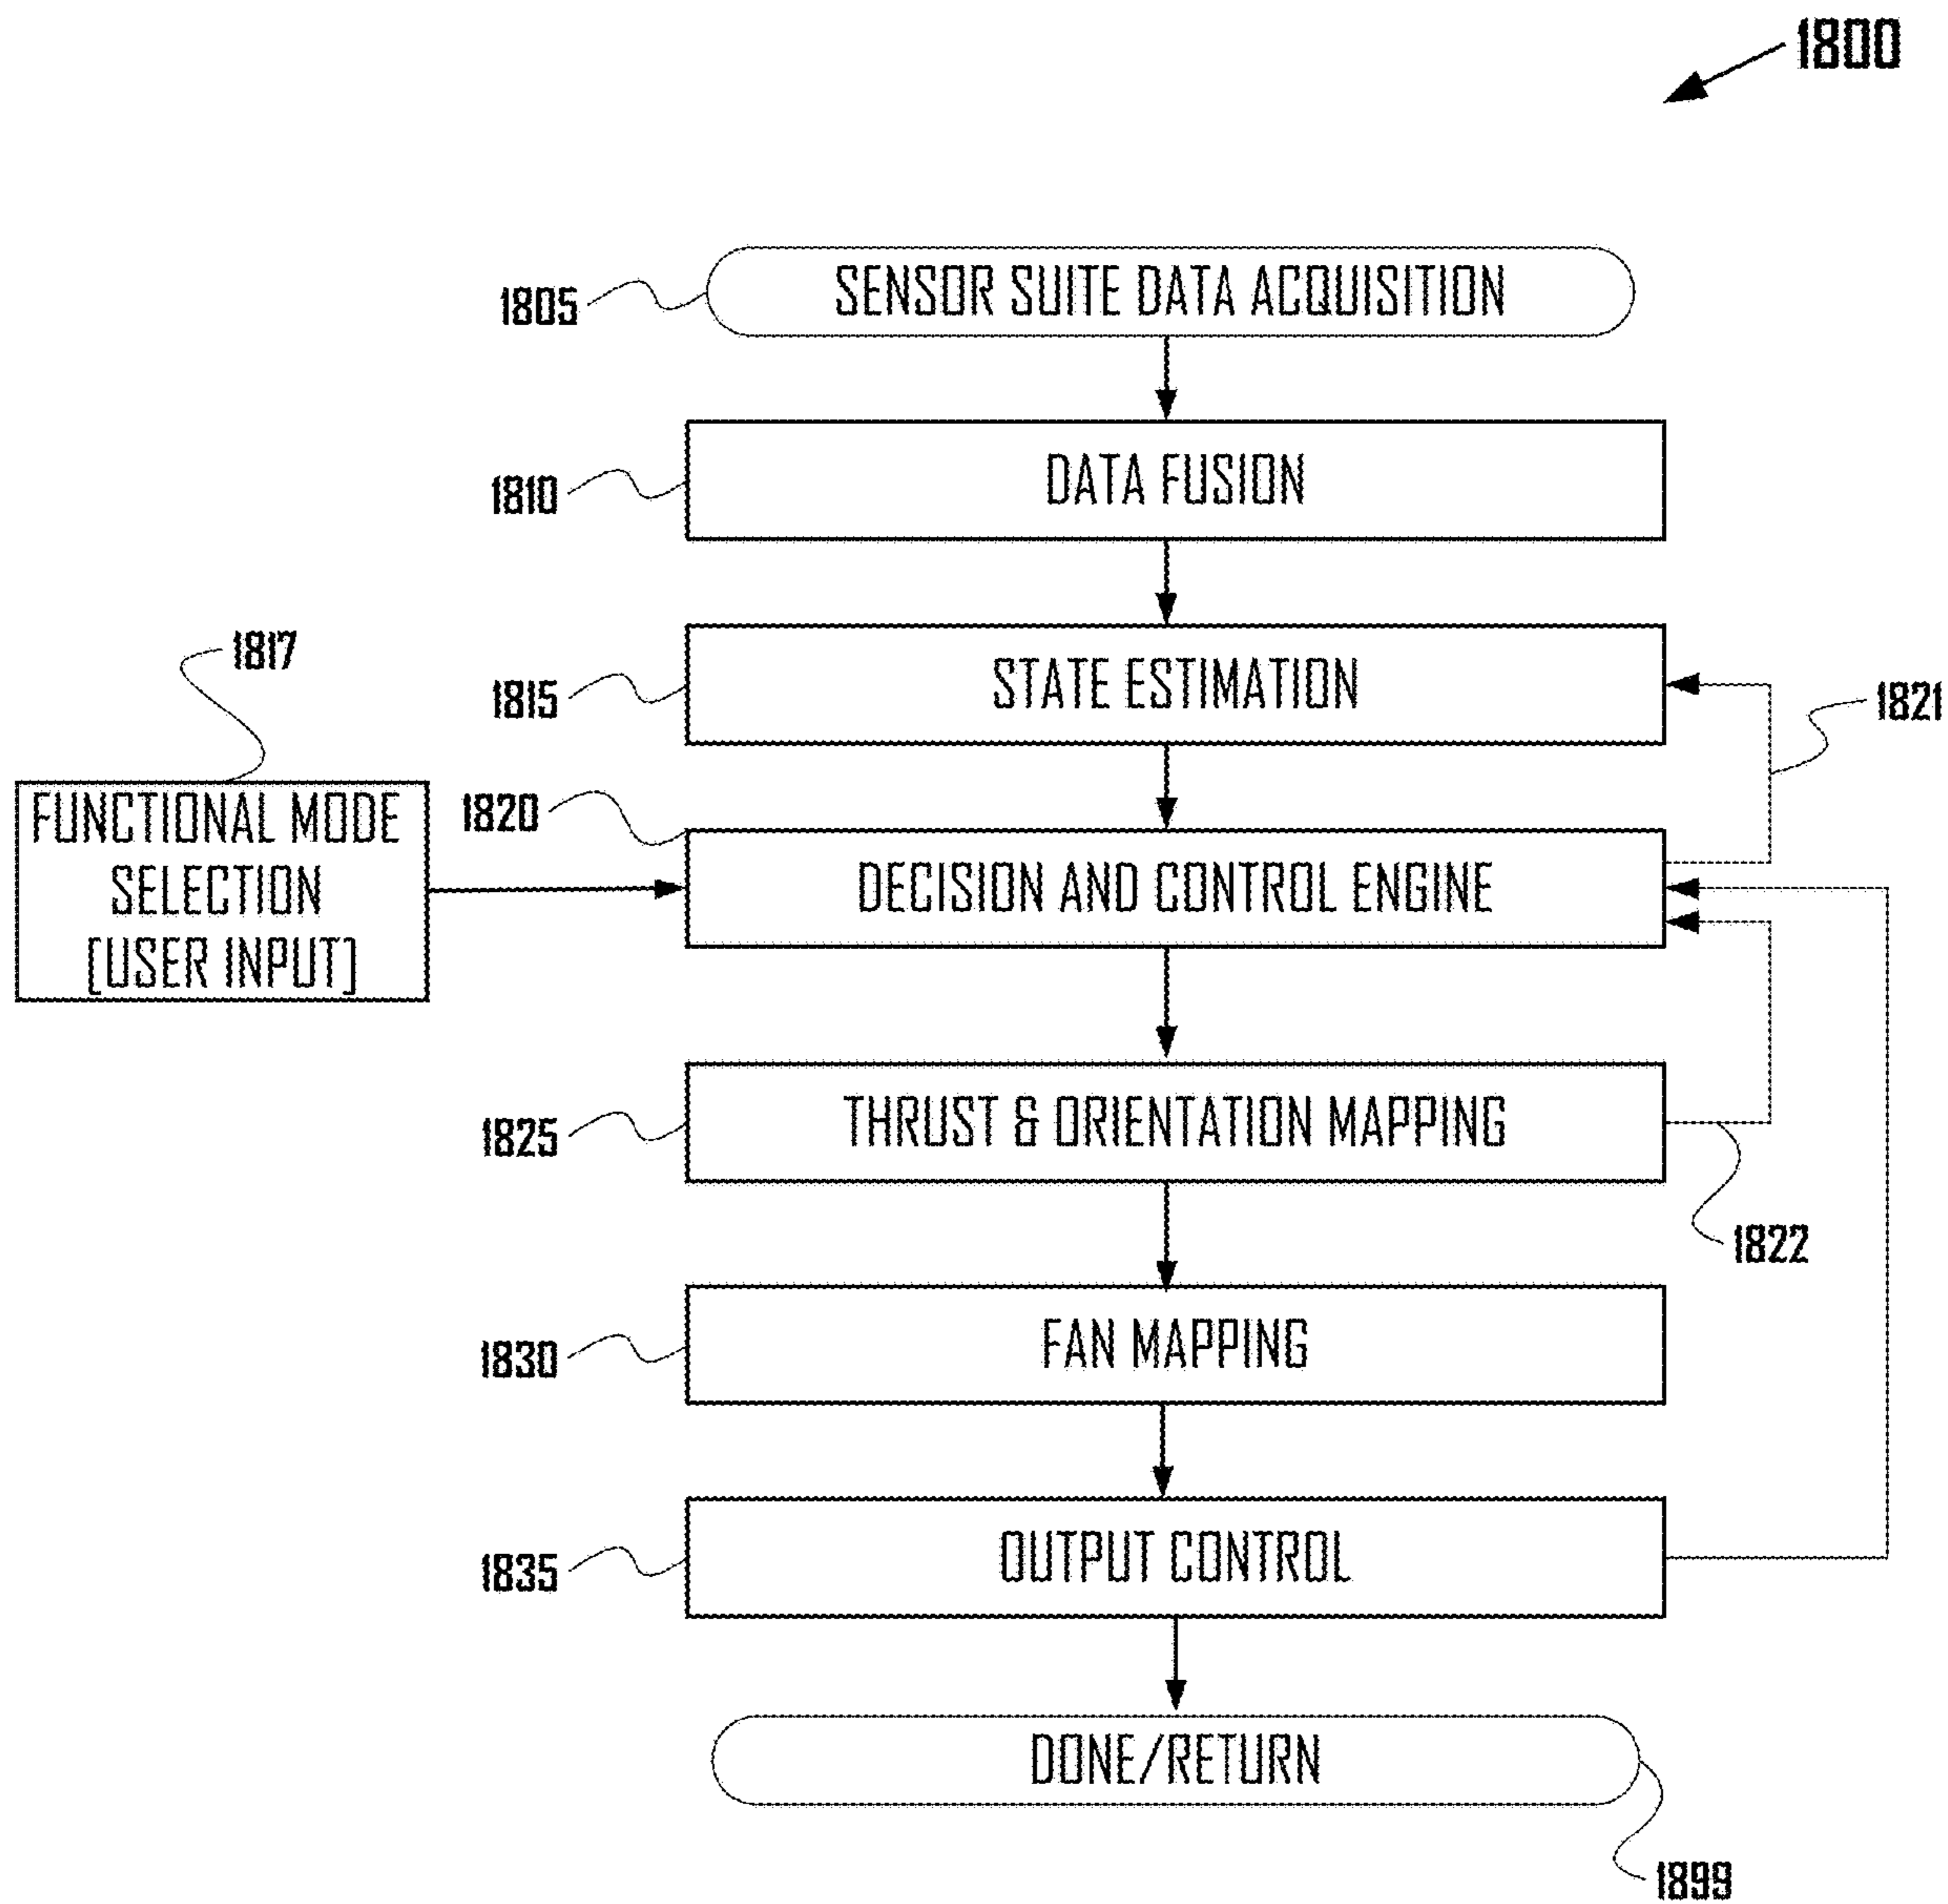 1800
1805
SENSOR SUITE DATA ACQUISITION
1810
DATA FUSION
1817
1815
STATE ESTIMATION
1821
FUNCTIONAL MODE
SELECTION
[USER INPUT]
1820
DECISION AND CONTROL ENGINE
1825
THRUST & ORIENTATION MAPPING
1822
1830
FAN MAPPING
1835
OUTPUT CONTROL
DONE/RETURN
1899